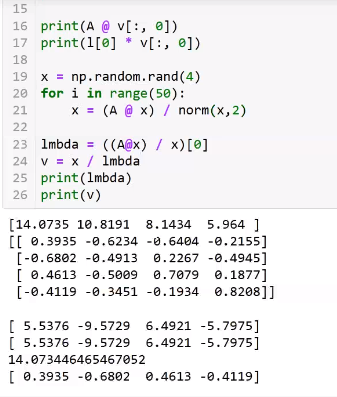 15
16 print(A @ v[:, 0])
17 print(l[0] * v[:, 0])
18
19 x = np.random.rand(4)
20 for i in range(50):
21     x = (A @ x) / norm(x,2)
22
23 lmbda = ((A@x) / x)[0]
24 v = x / lmbda
25 print(lmbda)
26 print(v)
[14.0735 10.8191  8.1434  5.964 ]
[[ 0.3935 -0.6234 -0.6404 -0.2155]
 [-0.6802 -0.4913  0.2267 -0.4945]
 [ 0.4613 -0.5009  0.7079  0.1877]
 [-0.4119 -0.3451 -0.1934  0.8208]]
[ 5.5376 -9.5729  6.4921 -5.7975]
[ 5.5376 -9.5729  6.4921 -5.7975]
14.073446465467052
[ 0.3935 -0.6802  0.4613 -0.4119]